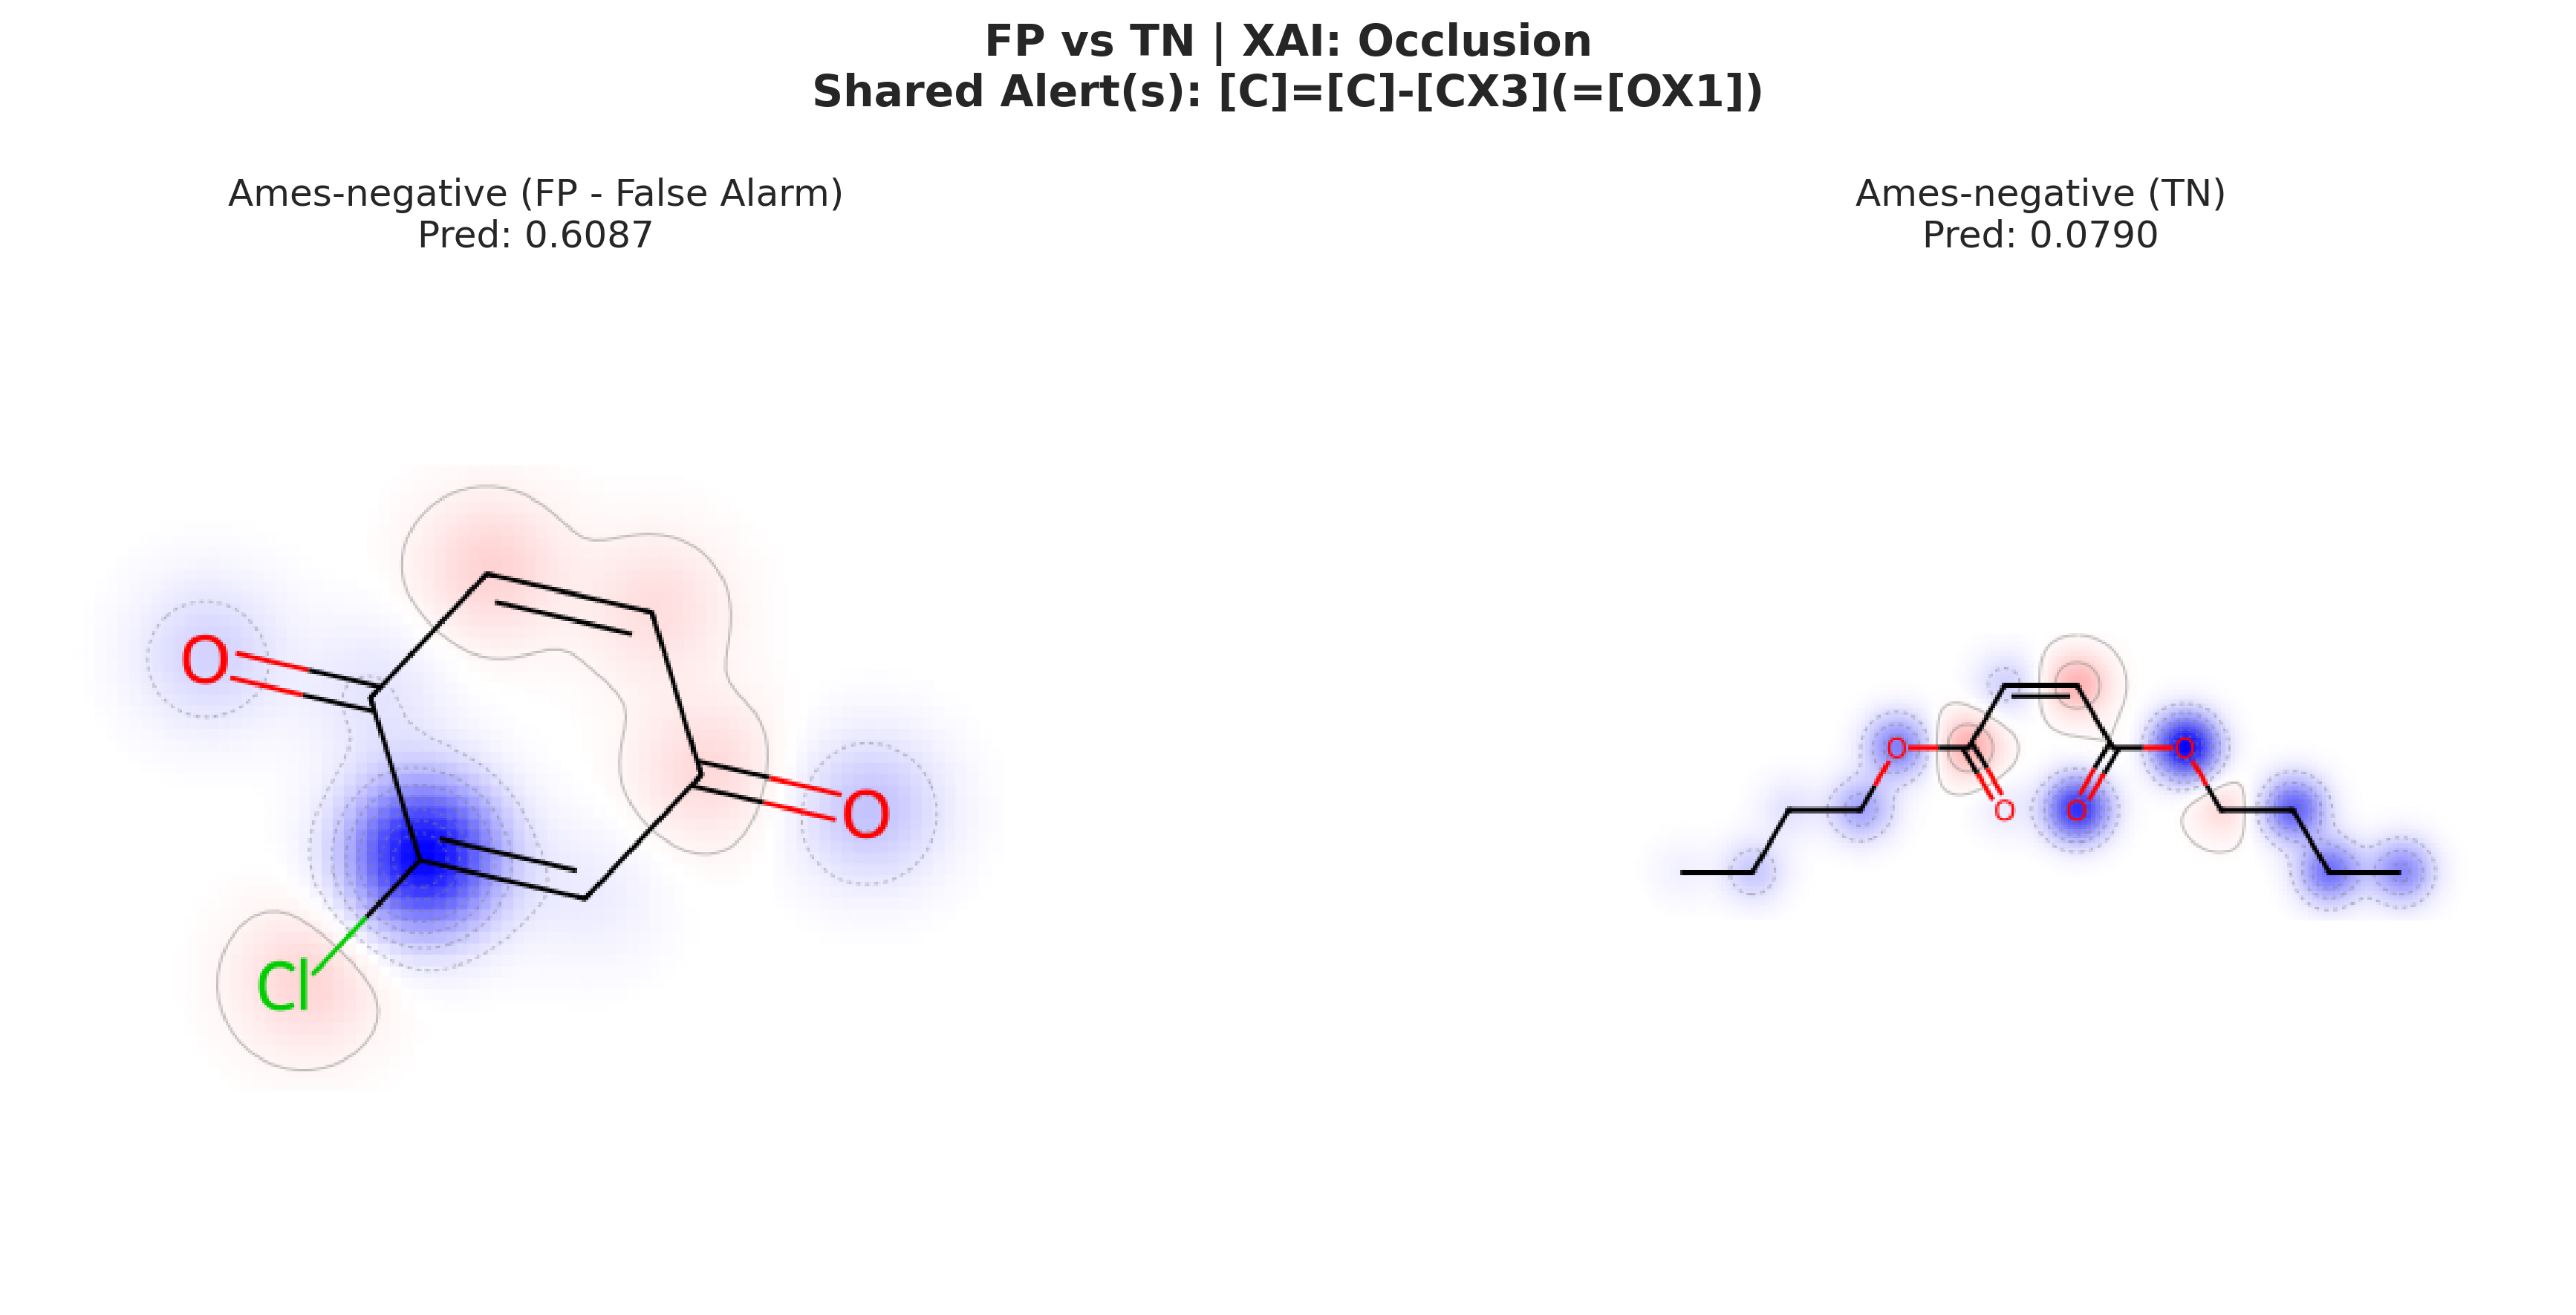 FP vs TN | XAI: Occlusion
Shared Alert(s): [C]=[C]-[CX3](=[OX1])
Ames-negative (FP - False Alarm)
Pred: 0.6087
Ames-negative (TN)
Pred: 0.0790
O
O
Cl
O
O
O
O